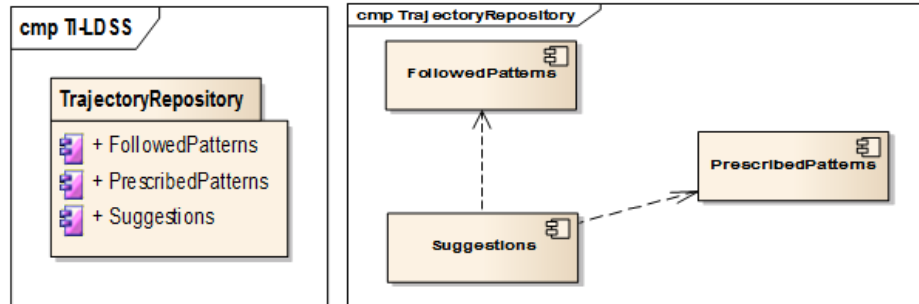 cmp TI-LDSS
TrajectoryRepository
+ FollowedPatterns
+ PrescribedPatterns
+ Suggestions
cmp TrajectoryRepository
FollowedPatterns
PrescribedPatterns
Suggestions